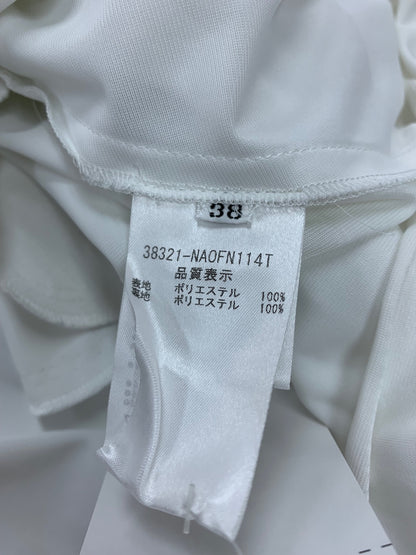 38
38321-NAOFN114T
品質表示
表地 ポリエステル 100%
裏地 ポリエステル 100%